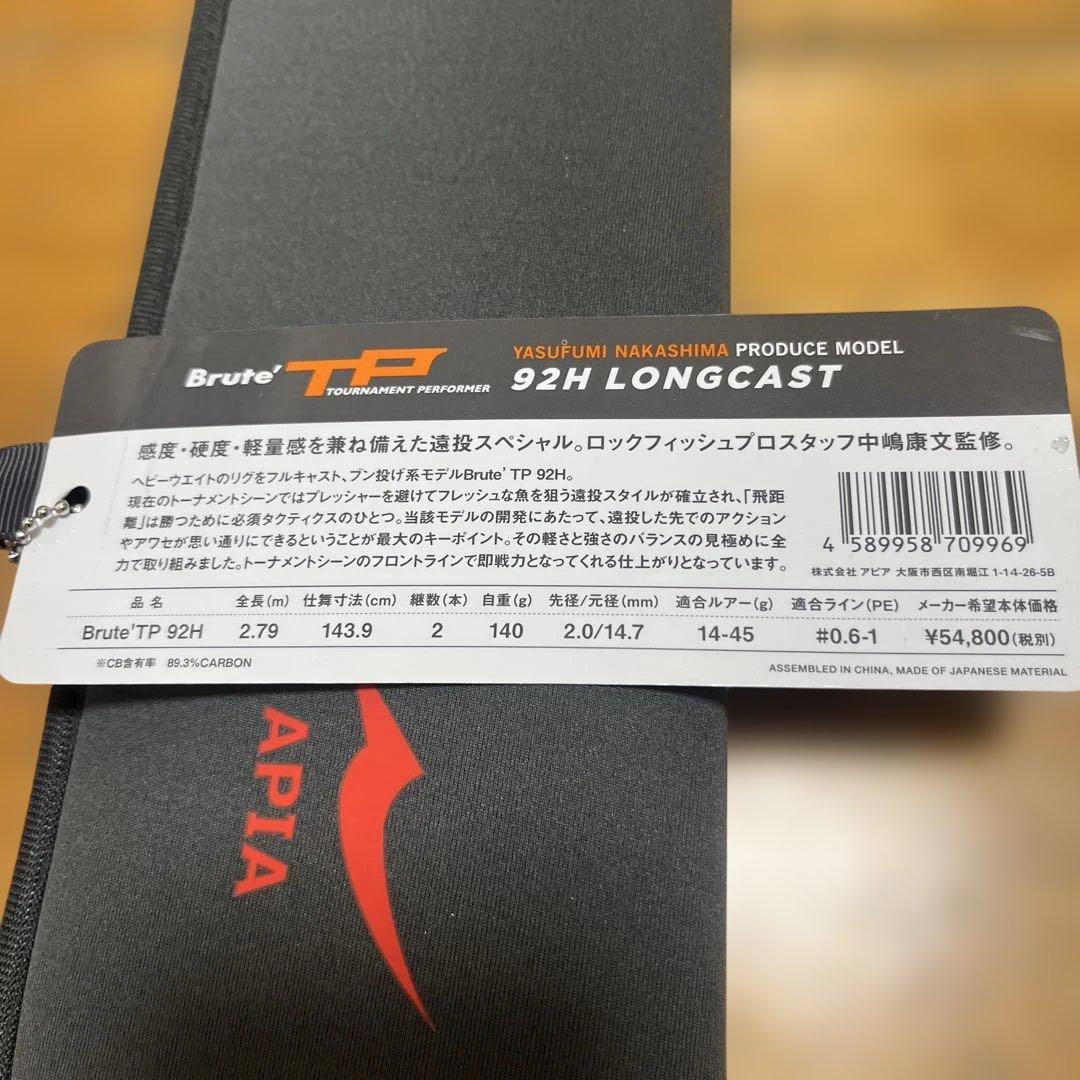 Brute' TP TOURNAMENT PERFORMER
YASUFUMI NAKASHIMA PRODUCE MODEL
92H LONGCAST
感度・硬度・軽量感を兼ね備えた遠投スペシャル。ロックフィッシュプロスタッフ中嶋康文監修。
ヘビーウエイトのリグをフルキャスト、ブン投げ系モデルBrute' TP 92H。
現在のトーナメントシーンではプレッシャーを避けてフレッシュな魚を狙う遠投スタイルが確立され、「飛距
離」は勝つために必須タクティクスのひとつ。当該モデルの開発にあたって、遠投した先でのアクション
やアワセが思い通りにできるということが最大のキーポイント。その軽さと強さのバランスの見極めに全
力で取り組みました。トーナメントシーンのフロントラインで即戦力となってくれる仕上がりとなっています。
4 589958 709969
株式会社 アピア 大阪市西区南堀江 1-14-26-5B
品名 全長(m) 仕舞寸法(cm) 継数(本) 自重(g) 先径/元径(mm) 適合ルアー(g) 適合ライン(PE) メーカー希望本体価格
Brute'TP 92H 2.79 143.9 2 140 2.0/14.7 14-45 #0.6-1 ¥54,800(税別)
※CB含有率 89.3%CARBON
ASSEMBLED IN CHINA, MADE OF JAPANESE MATERIAL
APIA